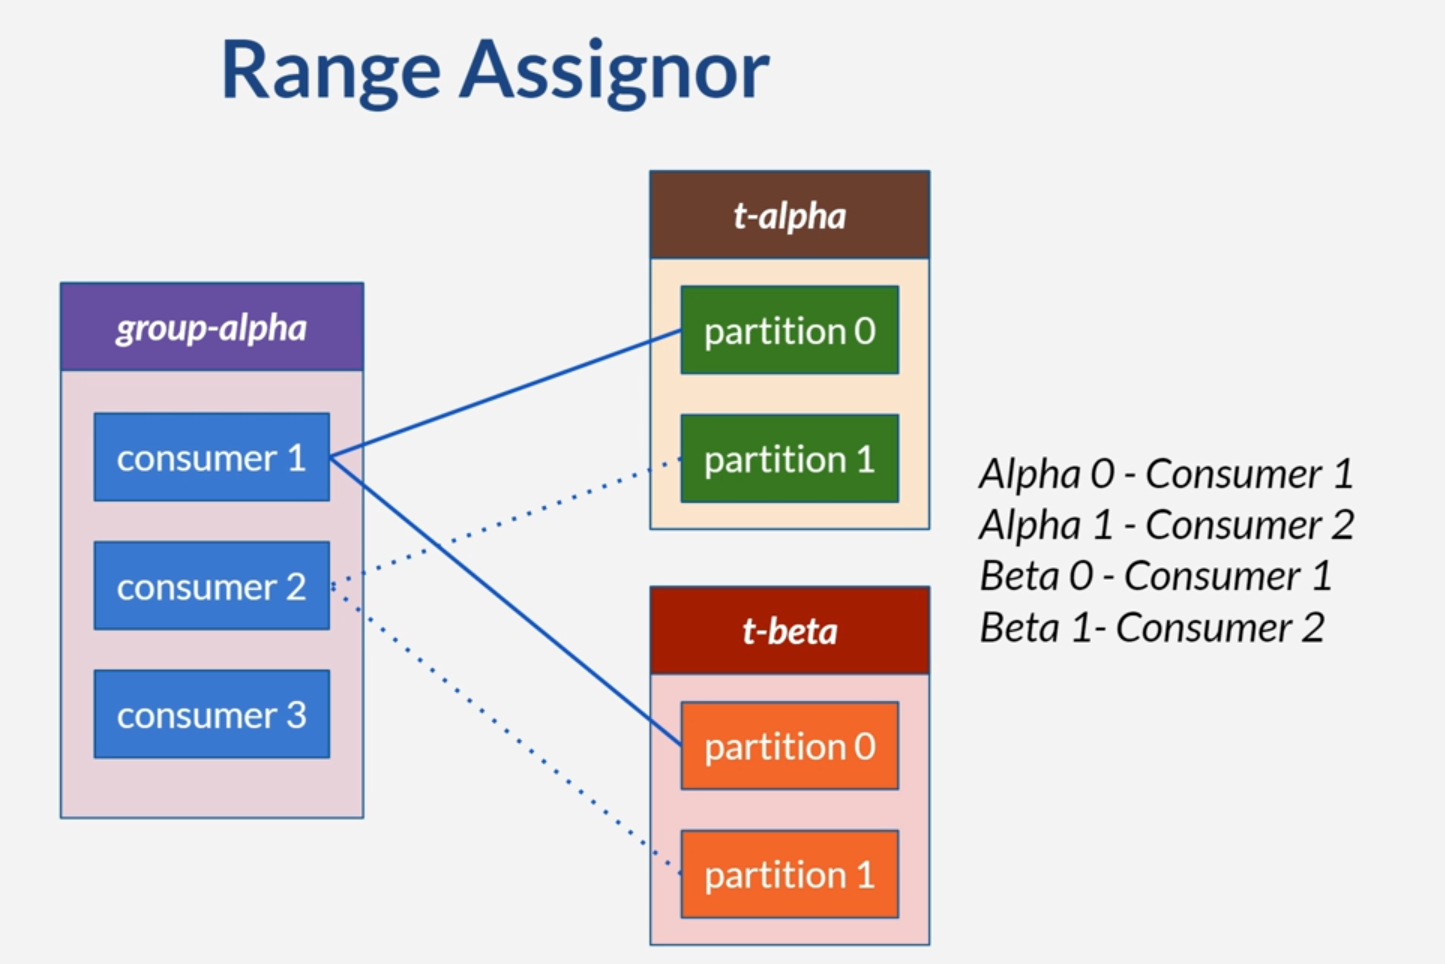 Range Assignor
group-alpha
consumer 1
consumer 2
consumer 3
t-alpha
partition 0
partition 1
t-beta
partition 0
partition 1
Alpha 0 - Consumer 1
Alpha 1 - Consumer 2
Beta 0 - Consumer 1
Beta 1- Consumer 2